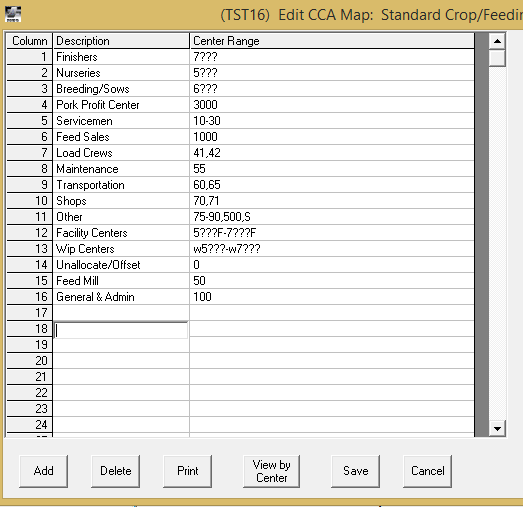 (TST16) Edit CCA Map: Standard Crop/Feedin
Column Description Center Range
1 Finishers 7???
2 Nurseries 5???
3 Breeding/Sows 6???
4 Pork Profit Center 3000
5 Servicemen 10-30
6 Feed Sales 1000
7 Load Crews 41,42
8 Maintenance 55
9 Transportation 60,65
10 Shops 70,71
11 Other 75-90,500,S
12 Facility Centers 5???F-7???F
13 Wip Centers w5???-w7???
14 Unallocate/Offset 0
15 Feed Mill 50
16 General & Admin 100
17
18
19
20
21
22
23
24
Add Delete Print View by Center Save Cancel